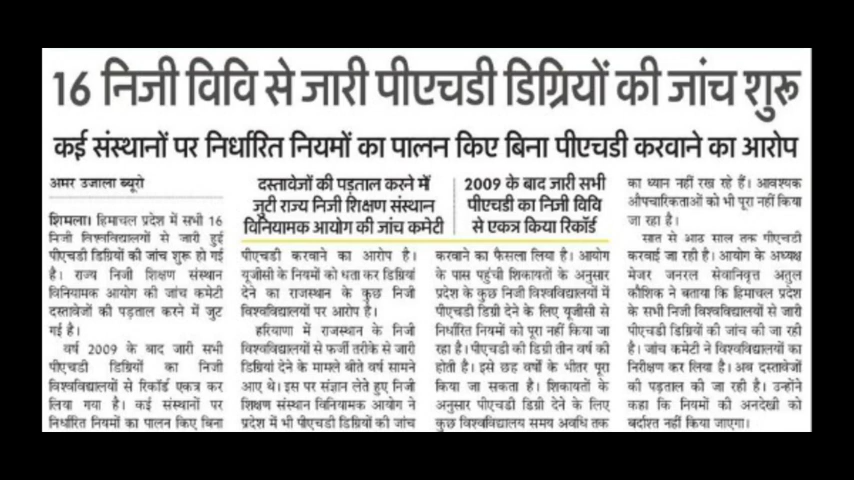 16 निजी विवि से जारी पीएचडी डिग्रियों की जांच शुरू
कई संस्थानों पर निर्धारित नियमों का पालन किए बिना पीएचडी करवाने का आरोप
अमर उजाला ब्यूरो
शिमला। हिमाचल प्रदेश में सभी 16
निजी विश्वविद्यालयों से जारी हुई
पीएचडी डिग्रियों की जांच शुरू हो गई
है। राज्य निजी शिक्षण संस्थान
विनियामक आयोग की जांच कमेटी
दस्तावेजों की पड़ताल करने में जुट
गई है।
वर्ष 2009 के बाद जारी सभी
पीएचडी डिग्रियों का निजी
विश्वविद्यालयों से रिकॉर्ड एकत्र कर
लिया गया है। कई संस्थानों पर
निर्धारित नियमों का पालन किए बिना
दस्तावेजों की पड़ताल करने में
जुटी राज्य निजी शिक्षण संस्थान
विनियामक आयोग की जांच कमेटी
2009 के बाद जारी सभी
पीएचडी का निजी विवि
से एकत्र किया रिकॉर्ड
पीएचडी करवाने का आरोप है।
यूजीसी के नियमों को धता कर डिग्रियां
देने का राजस्थान के कुछ निजी
विश्वविद्यालयों पर आरोप है।
हरियाणा में राजस्थान के निजी
विश्वविद्यालयों से फर्जी तरीके से जारी
डिग्रियां देने के मामले बीते वर्ष सामने
आए थे। इस पर संज्ञान लेते हुए निजी
शिक्षण संस्थान विनियामक आयोग ने
प्रदेश में भी पीएचडी डिग्रियों की जांच
करवाने का फैसला लिया है। आयोग
के पास पहुंची शिकायतों के अनुसार
प्रदेश के कुछ निजी विश्वविद्यालयों में
पीएचडी डिग्री देने के लिए यूजीसी से
निर्धारित नियमों को पूरा नहीं किया जा
रहा है। पीएचडी की डिग्री तीन वर्ष की
होती है। इसे छह वर्षों के भीतर पूरा
किया जा सकता है। शिकायतों के
अनुसार पीएचडी डिग्री देने के लिए
कुछ विश्वविद्यालय समय अवधि तक
का ध्यान नहीं रख रहे हैं। आवश्यक
औपचारिकताओं को भी पूरा नहीं किया
जा रहा है।
सात से आठ साल तक पीएचडी
करवाई जा रही है। आयोग के अध्यक्ष
मेजर जनरल सेवानिवृत्त अतुल
कौशिक ने बताया कि हिमाचल प्रदेश
के सभी निजी विश्वविद्यालयों से जारी
पीएचडी डिग्रियों की जांच की जा रही
है। जांच कमेटी ने विश्वविद्यालयों का
निरीक्षण कर लिया है। अब दस्तावेजों
की पड़ताल की जा रही है। उन्होंने
कहा कि नियमों की अनदेखी को
बर्दाश्त नहीं किया जाएगा।